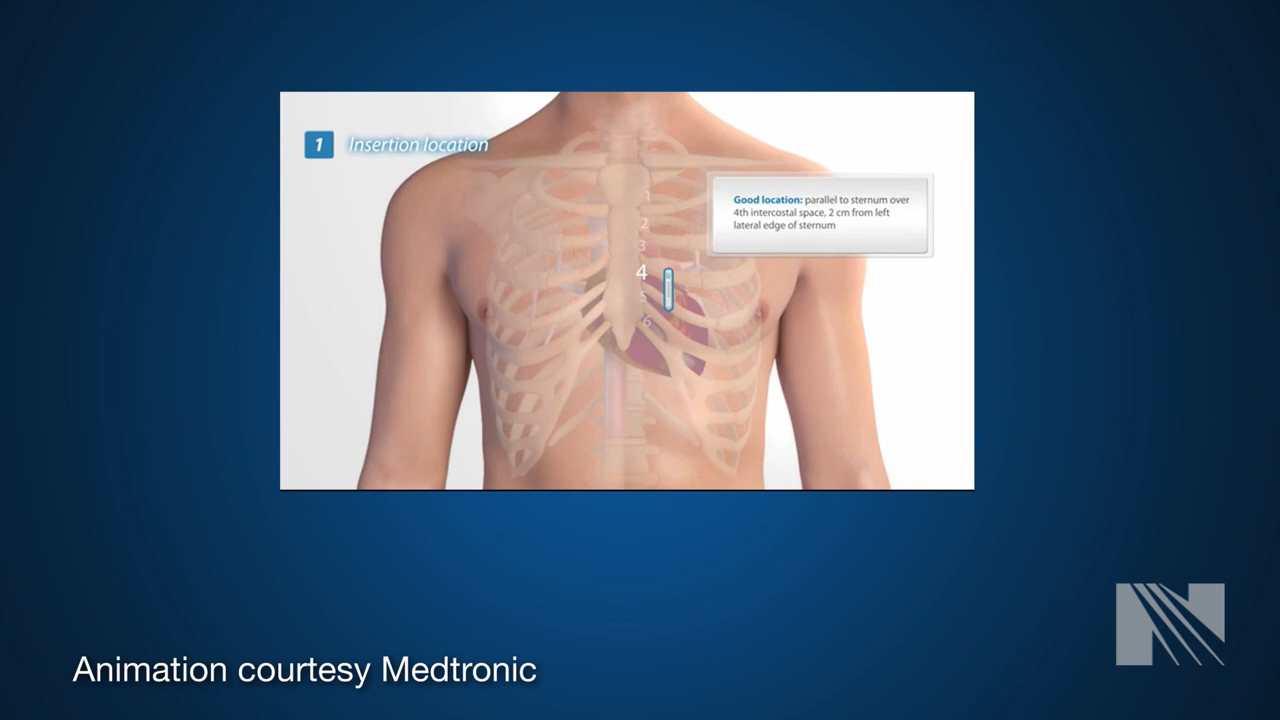 1 Insertion location
Good location: parallel to sternum over
4th intercostal space, 2 cm from left
lateral edge of sternum
1
2
3
4
5
6
Animation courtesy Medtronic
N